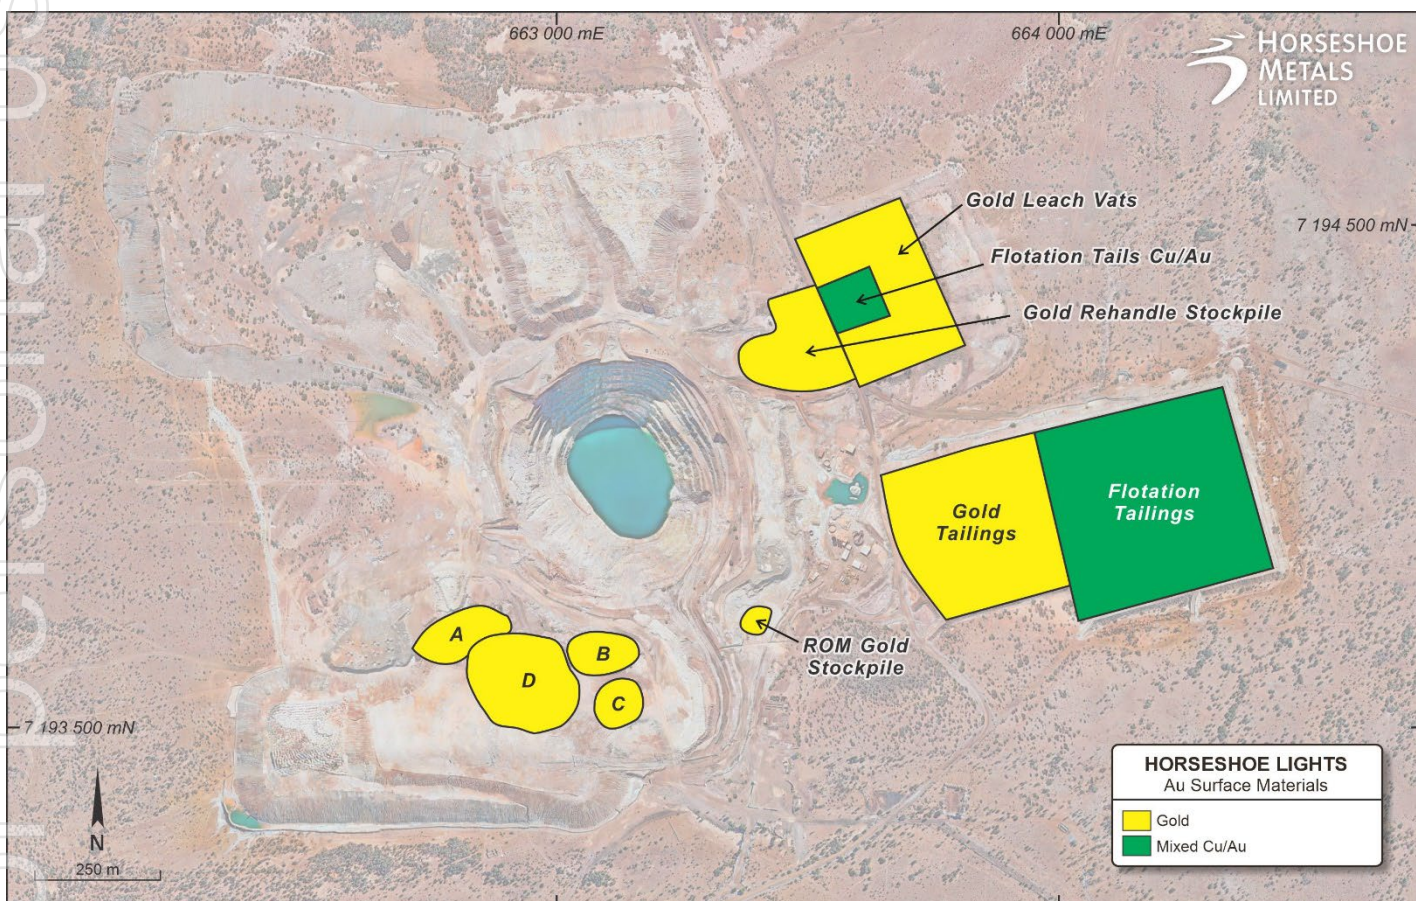 663 000 mE
664 000 mE
HORSESHOE
METALS
LIMITED
Gold Leach Vats
7 194 500 mN
Flotation Tails Cu/Au
Gold Rehandle Stockpile
Gold
Tailings
Flotation
Tailings
A
B
D
C
ROM Gold
Stockpile
7 193 500 mN
N
250 m
HORSESHOE LIGHTS
Au Surface Materials
Gold
Mixed Cu/Au